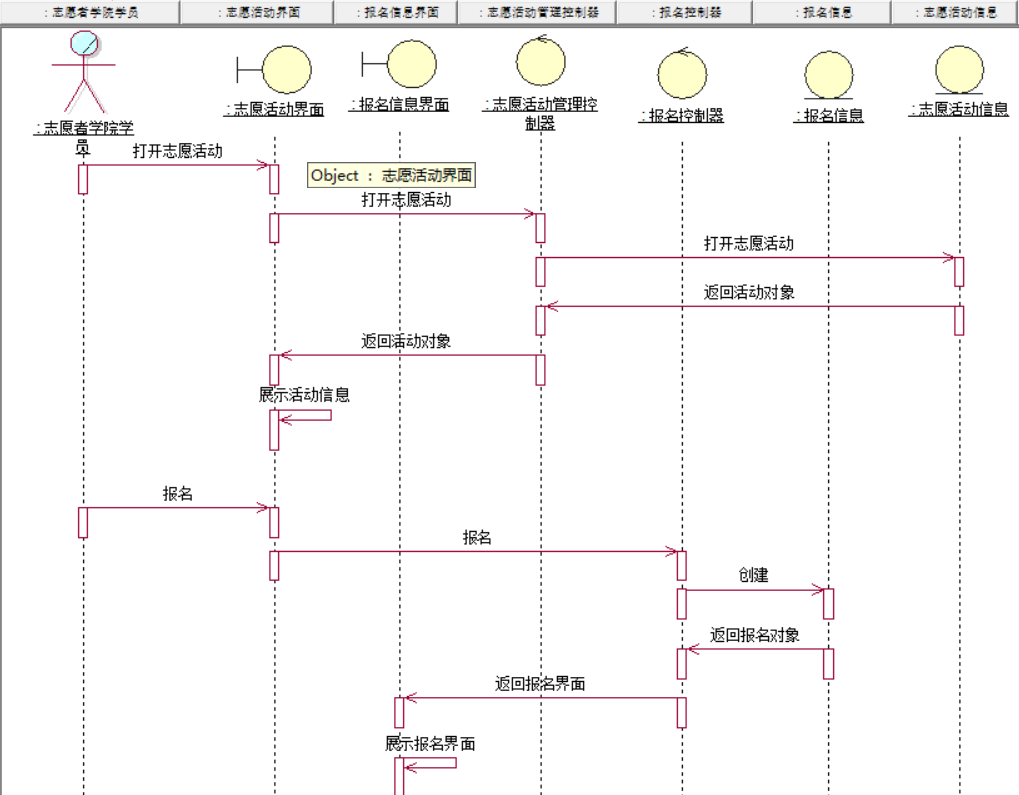 : 志愿者学院学员
: 志愿活动界面
: 报名信息界面
: 志愿活动管理控制器
: 报名控制器
: 报名信息
: 志愿活动信息
: 志愿者学院学
员
: 志愿活动界面
: 报名信息界面
: 志愿活动管理控
制器
: 报名控制器
: 报名信息
: 志愿活动信息
打开志愿活动
Object : 志愿活动界面
打开志愿活动
打开志愿活动
返回活动对象
返回活动对象
展示活动信息
报名
报名
创建
返回报名对象
返回报名界面
展示报名界面